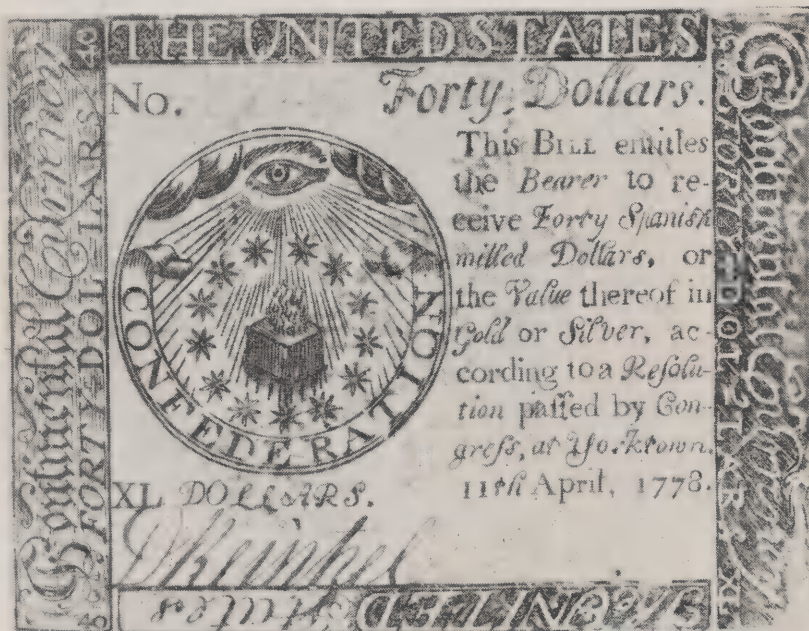 THE UNITED STATES
No. Forty Dollars.
This BILL entitles
the Bearer to re-
ceive Forty Spanish
milled Dollars, or
the Value thereof in
Gold or Silver, ac-
cording to a Reſolu-
tion paſſed by Con-
greſs, at Yorktown.
11th April, 1778.
CONFEDERATION
XL DOLLARS.
Continental Currency
FORTY DOLLARS
40